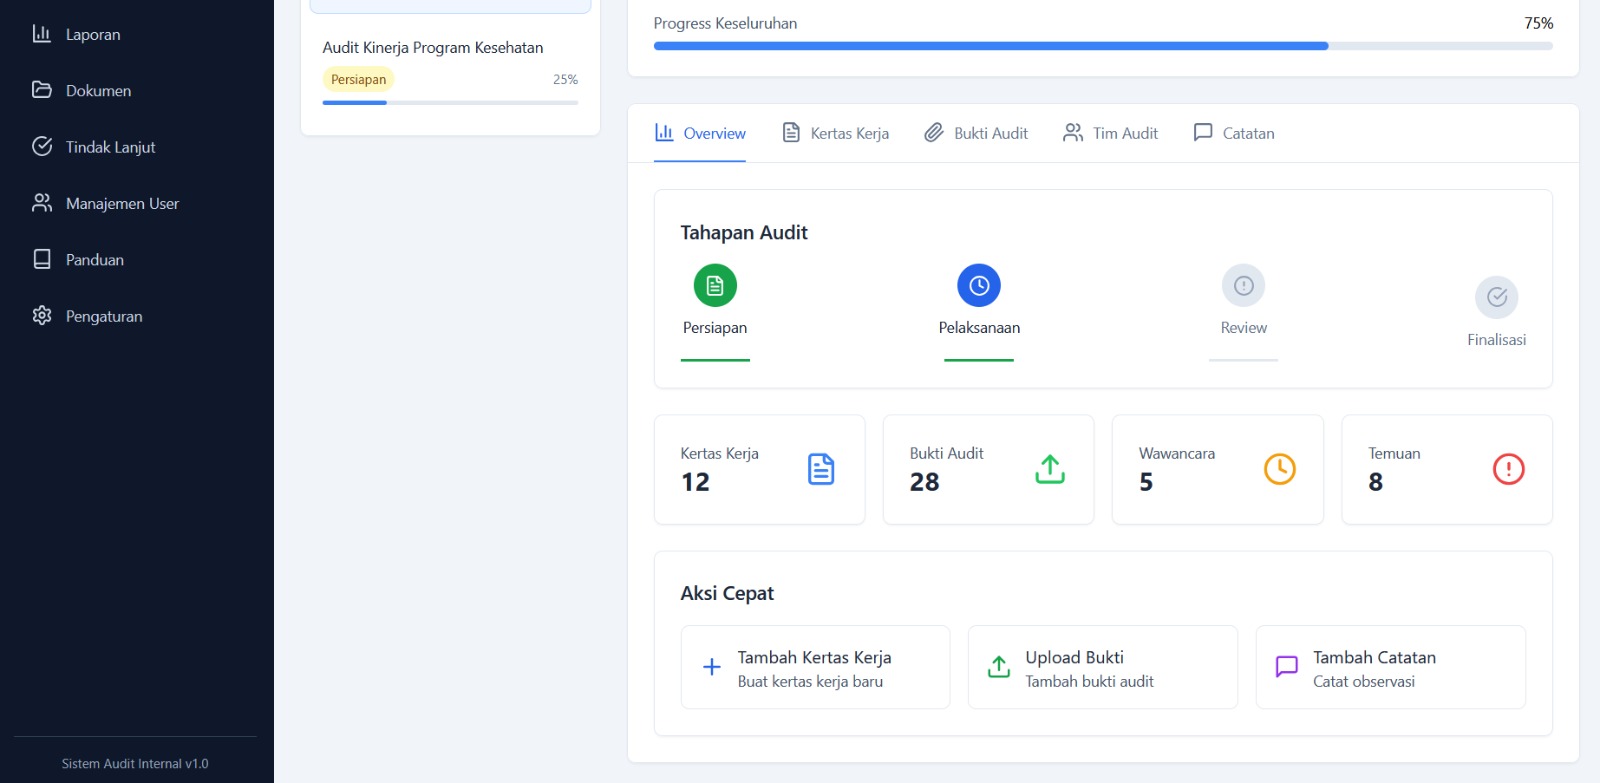 Laporan
Dokumen
Tindak Lanjut
Manajemen User
Panduan
Pengaturan
Sistem Audit Internal v1.0
Audit Kinerja Program Kesehatan
Persiapan 25%
Progress Keseluruhan 75%
Overview Kertas Kerja Bukti Audit Tim Audit Catatan
Tahapan Audit
Persiapan Pelaksanaan Review Finalisasi
Kertas Kerja
12
Bukti Audit
28
Wawancara
5
Temuan
8
Aksi Cepat
Tambah Kertas Kerja
Buat kertas kerja baru
Upload Bukti
Tambah bukti audit
Tambah Catatan
Catat observasi